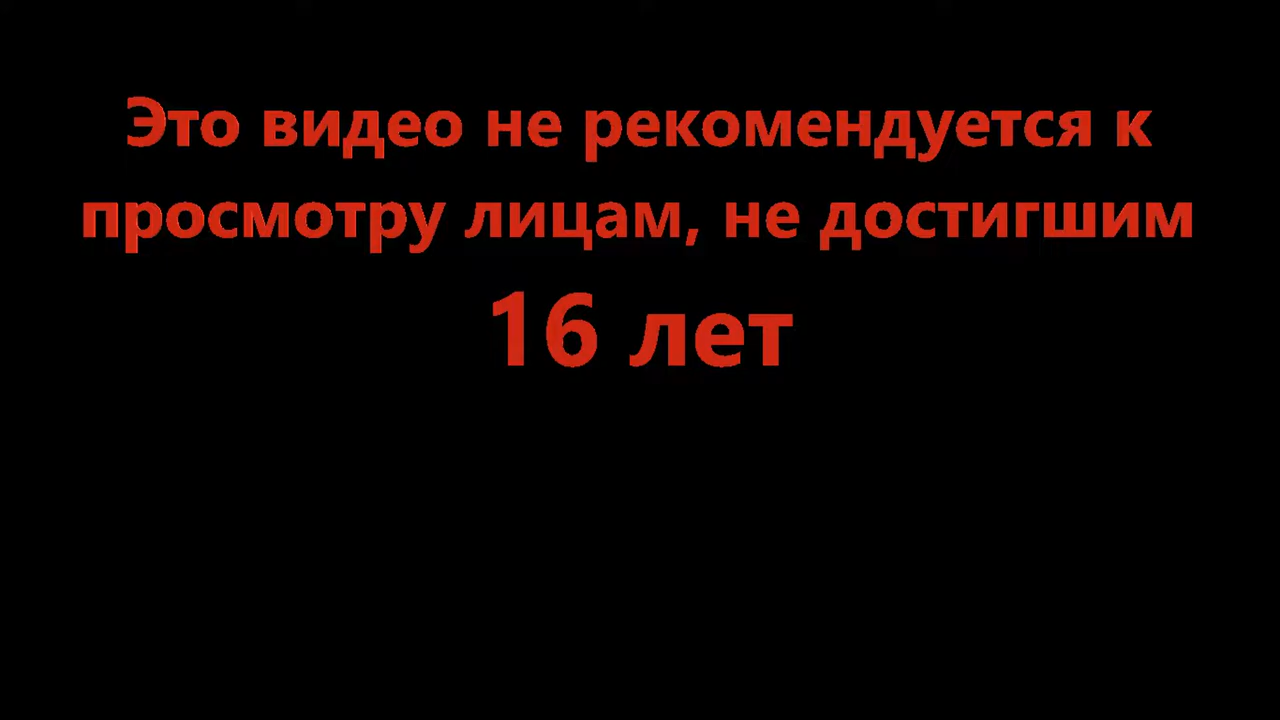 Это видео не рекомендуется к
просмотру лицам, не достигшим
16 лет